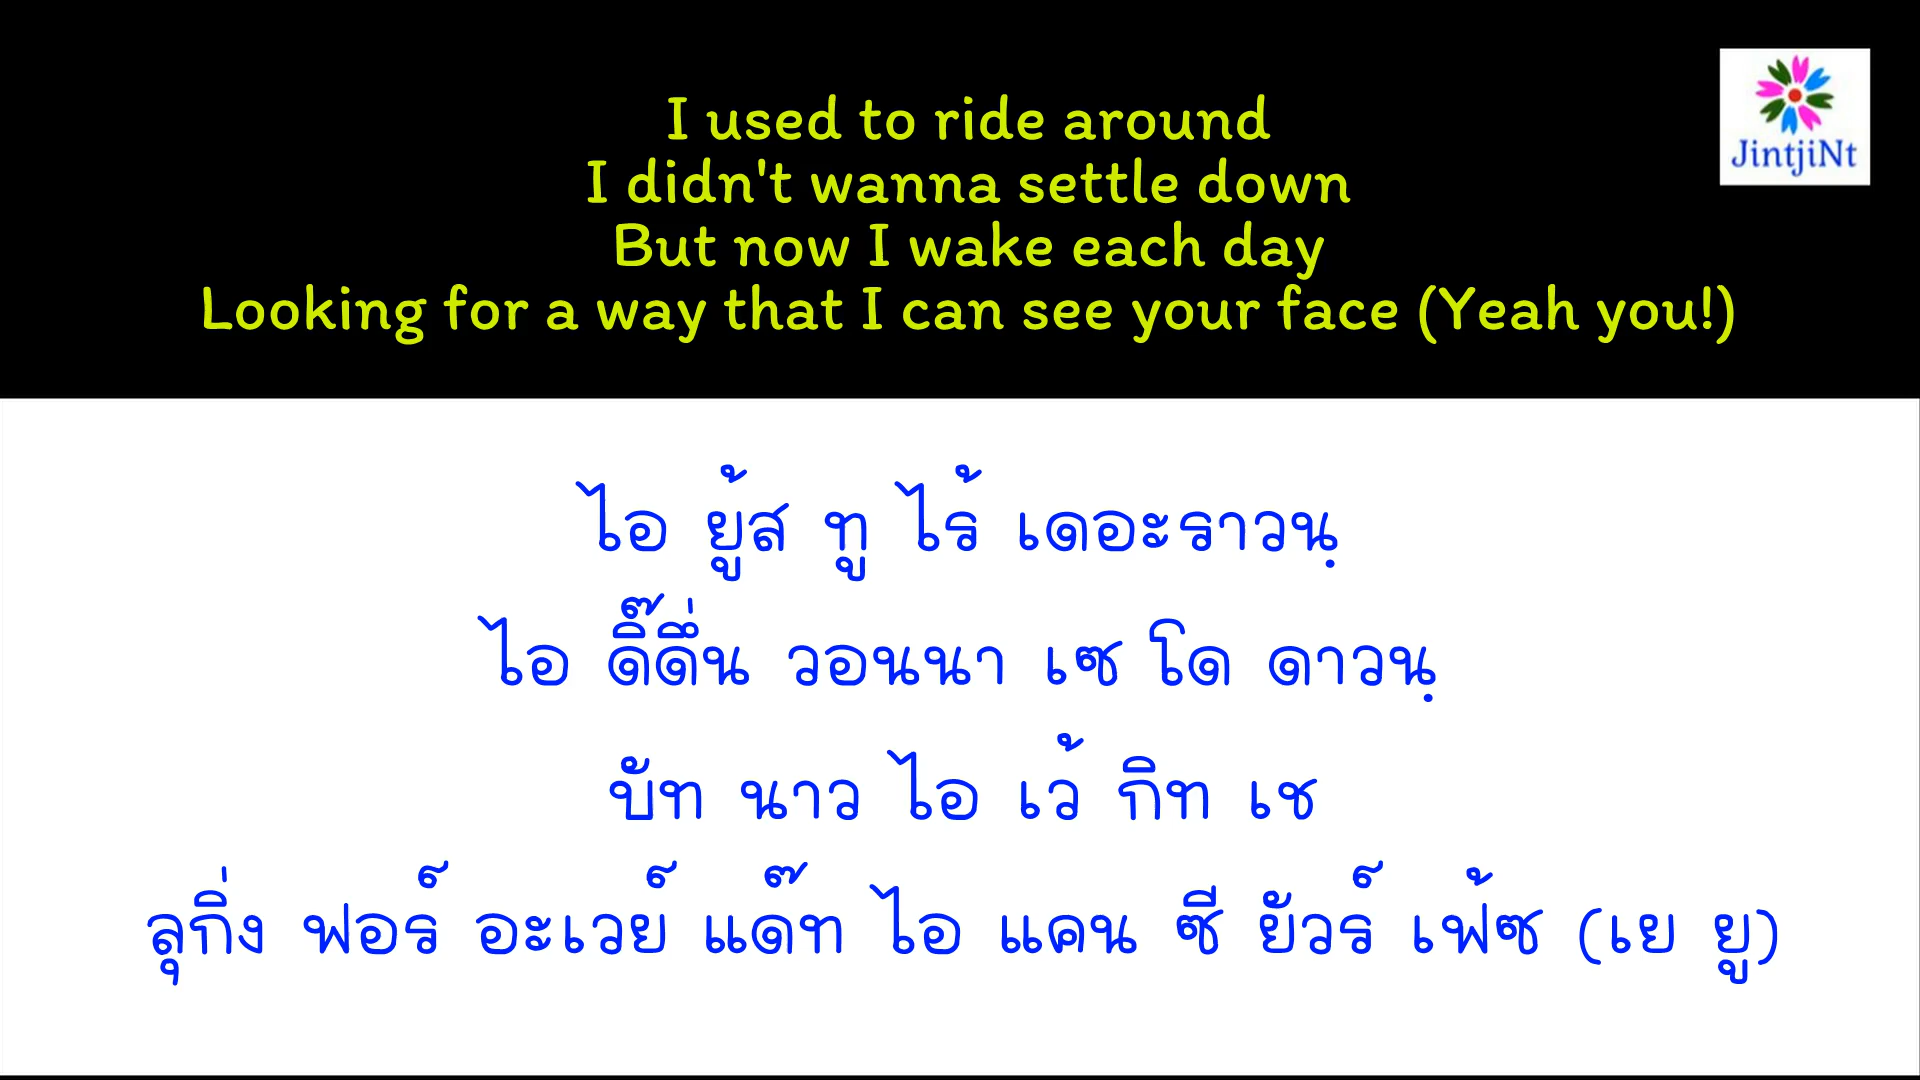 JintjiNt
I used to ride around
I didn't wanna settle down
But now I wake each day
Looking for a way that I can see your face (Yeah you!)
ไอ ยู้ส ทู ไร้ เดอะราวนฺ
ไอ ดิ๊ดึ่น วอนนา เซ โด ดาวนฺ
บัท นาว ไอ เว้ กิท เช
ลุกิ่ง ฟอร์ อะเวย์ แด๊ท ไอ แคน ซี ยัวร์ เฟ้ซ (เย ยู)